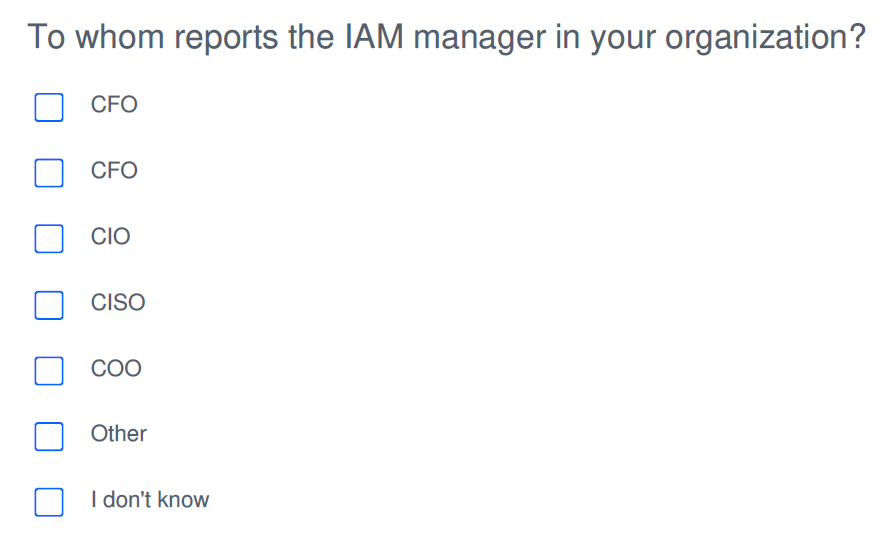 To whom reports the IAM manager in your organization?
CFO
CFO
CIO
CISO
COO
Other
I don't know